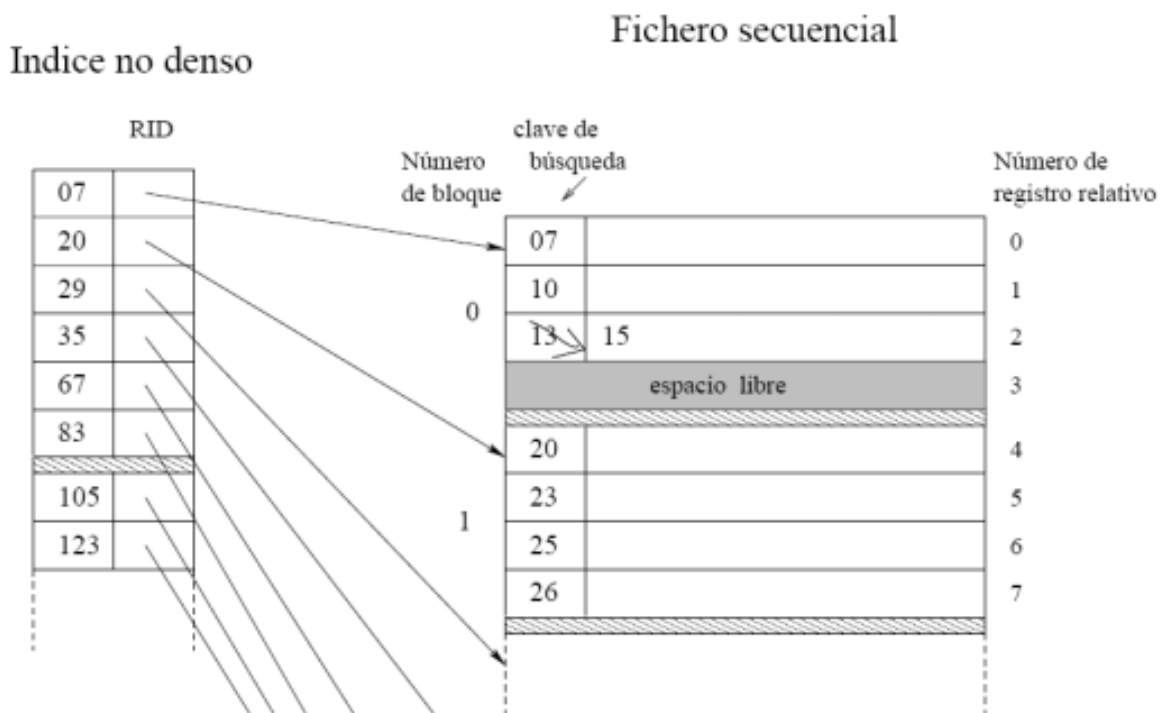 Fichero secuencial
Indice no denso
RID
clave de
búsqueda
Número
de bloque
Número de
registro relativo
07
20
29
35
67
83
105
123
0
07
0
10
1
13 15
2
espacio libre
3
1
20
4
23
5
25
6
26
7